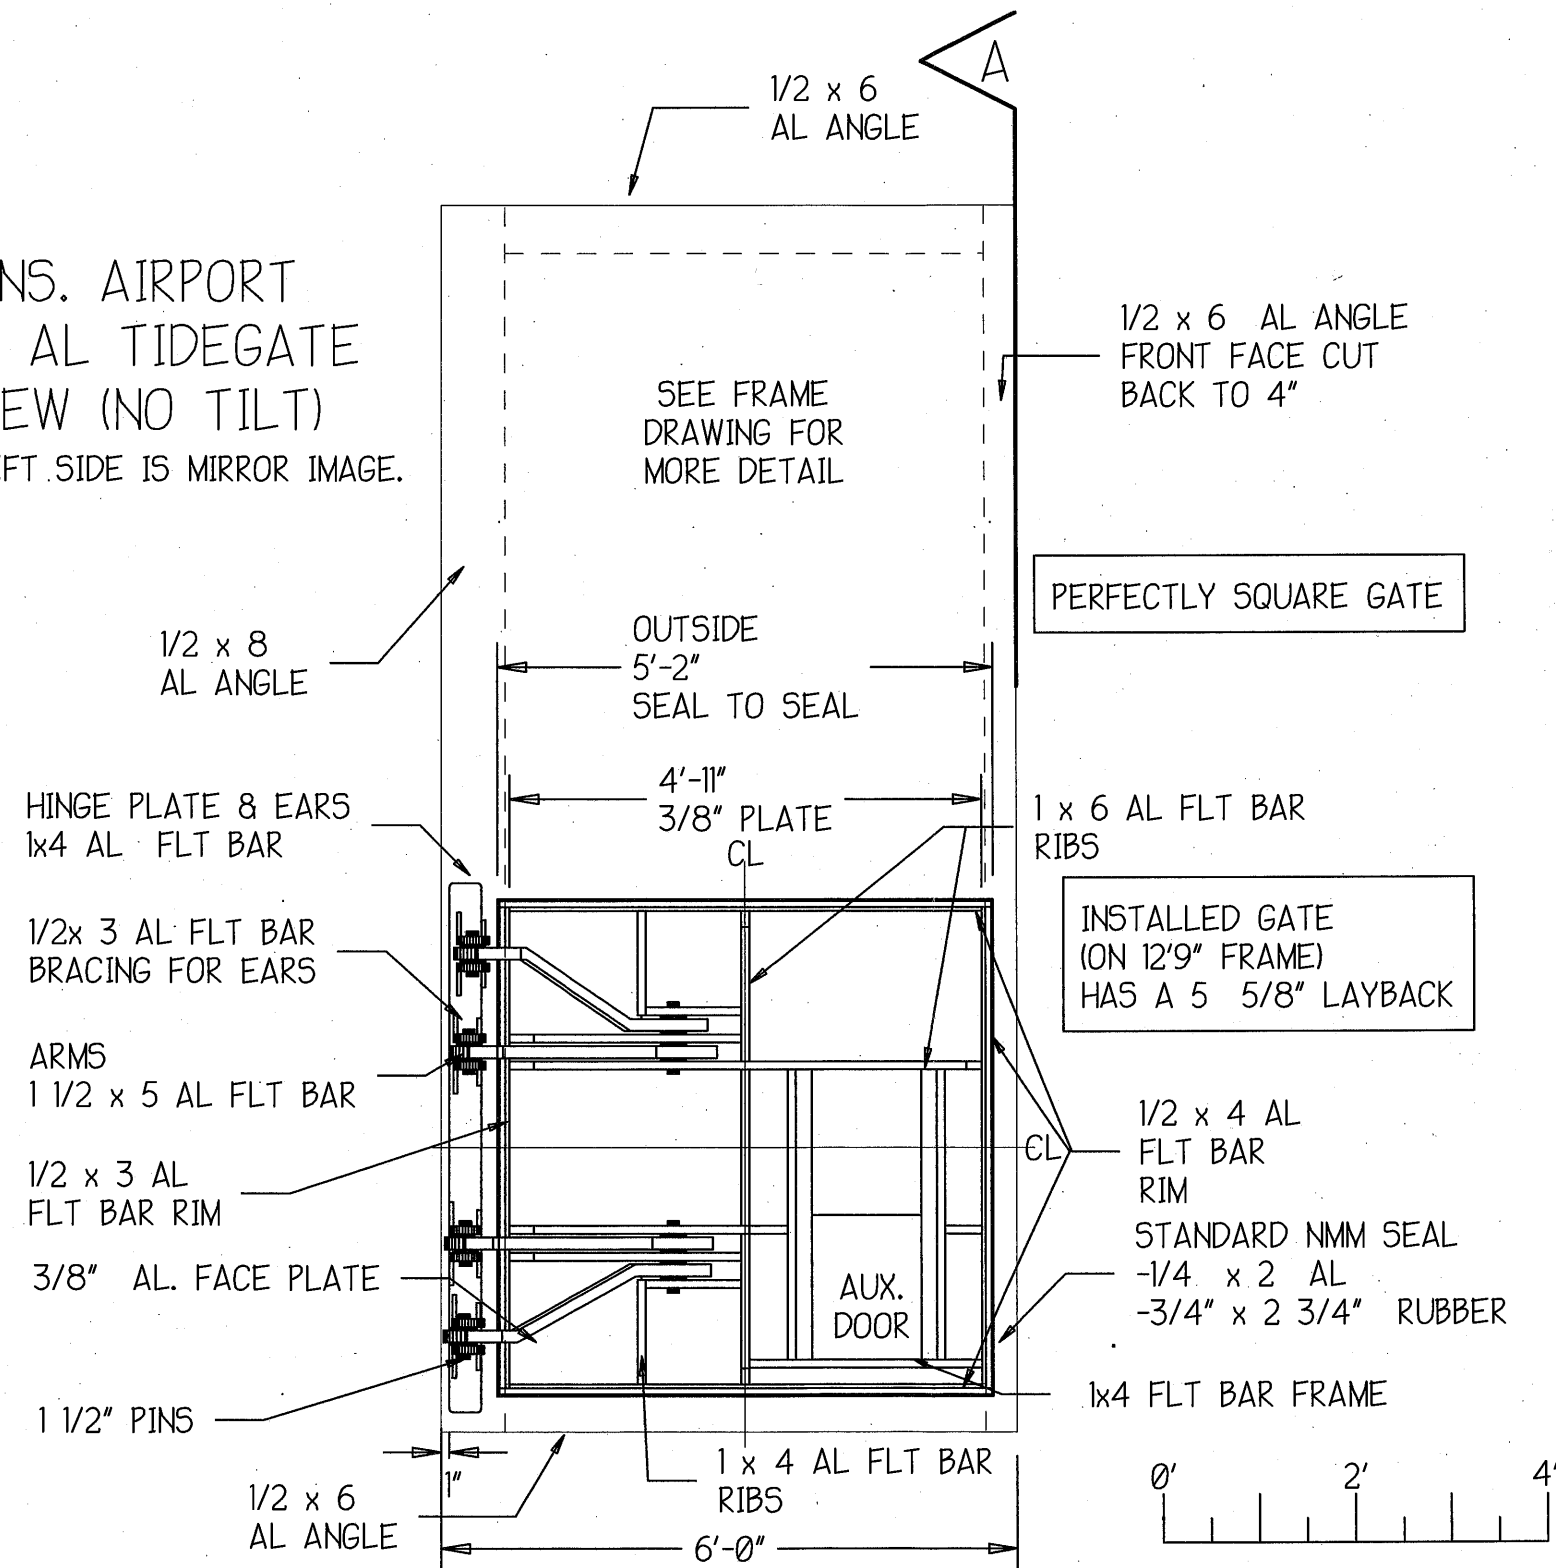 A
1/2 x 6
AL ANGLE
NS. AIRPORT
AL TIDEGATE
EW (NO TILT)
EFT SIDE IS MIRROR IMAGE.
1/2 x 6 AL ANGLE
FRONT FACE CUT
BACK TO 4"
SEE FRAME
DRAWING FOR
MORE DETAIL
PERFECTLY SQUARE GATE
1/2 x 8
AL ANGLE
OUTSIDE
5'-2"
SEAL TO SEAL
4'-11"
3/8" PLATE
CL
HINGE PLATE & EARS
1x4 AL FLT BAR
1 x 6 AL FLT BAR
RIBS
1/2x 3 AL FLT BAR
BRACING FOR EARS
INSTALLED GATE
(ON 12'9" FRAME)
HAS A 5 5/8" LAYBACK
ARMS
1 1/2 x 5 AL FLT BAR
CL
1/2 x 4 AL
FLT BAR
RIM
1/2 x 3 AL
FLT BAR RIM
STANDARD NMM SEAL
-1/4 x 2 AL
-3/4" x 2 3/4" RUBBER
3/8" AL. FACE PLATE
AUX.
DOOR
1x4 FLT BAR FRAME
1 1/2" PINS
1"
1 x 4 AL FLT BAR
RIBS
1/2 x 6
AL ANGLE
6'-0"
0' 2' 4'